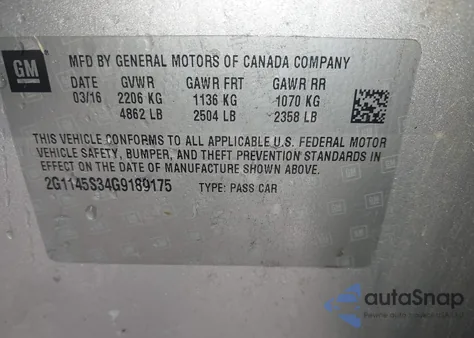 GM
MFD BY GENERAL MOTORS OF CANADA COMPANY
DATE GVWR GAWR FRT GAWR RR
03/16 2206 KG 1136 KG 1070 KG
4862 LB 2504 LB 2358 LB
THIS VEHICLE CONFORMS TO ALL APPLICABLE U.S. FEDERAL MOTOR
VEHICLE SAFETY, BUMPER, AND THEFT PREVENTION STANDARDS IN
EFFECT ON THE DATE OF MANUFACTURE SHOWN ABOVE.
2G1145S34G9189175 TYPE: PASS CAR
autoSnap